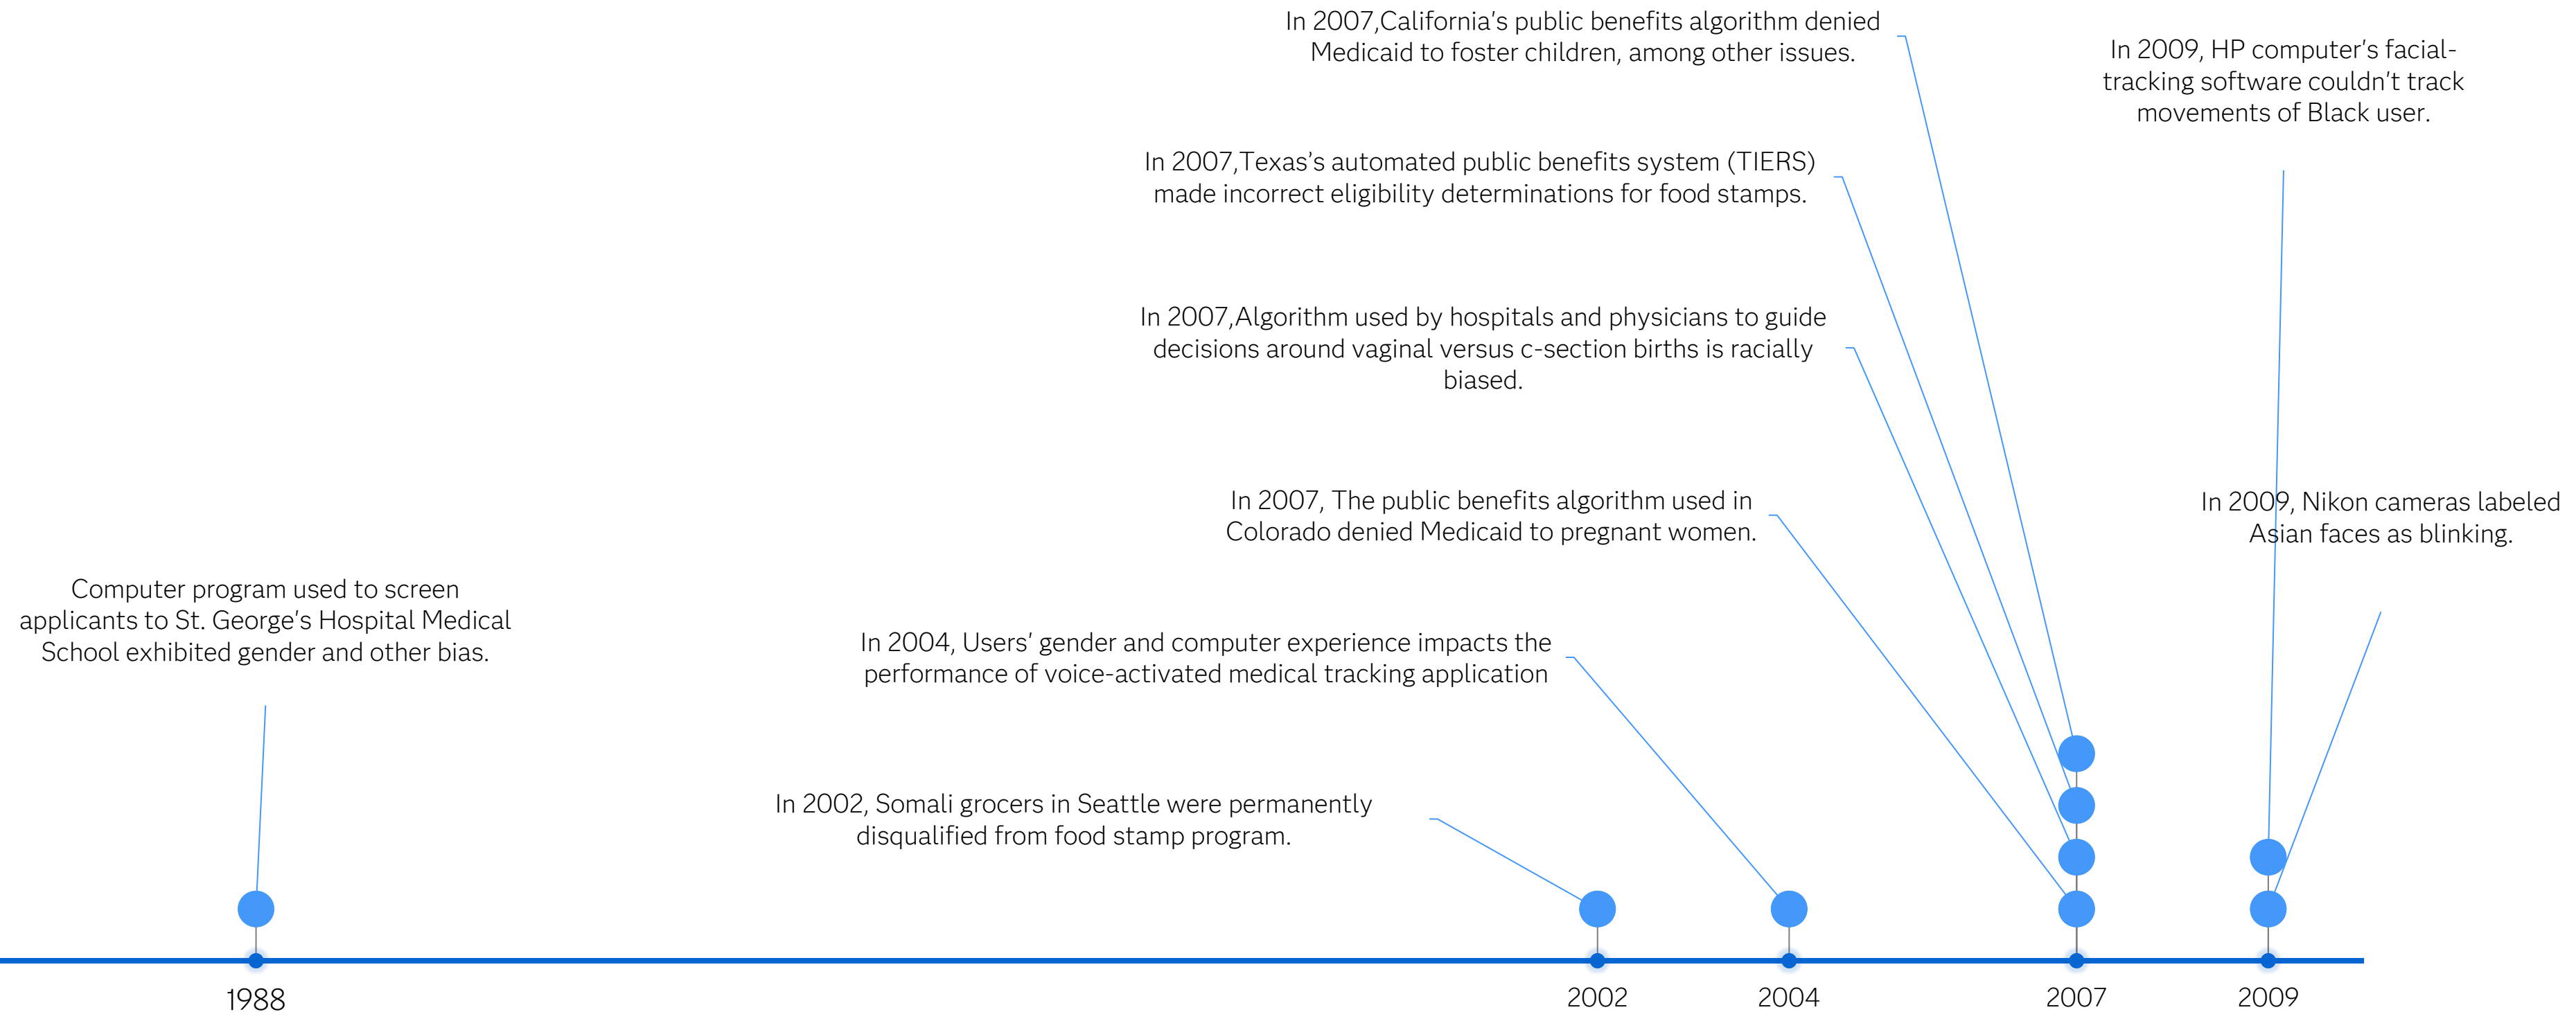 In 2007,California's public benefits algorithm denied
Medicaid to foster children, among other issues.
In 2009, HP computer's facial-
tracking software couldn't track
movements of Black user.
In 2007,Texas's automated public benefits system (TIERS)
made incorrect eligibility determinations for food stamps.
In 2007,Algorithm used by hospitals and physicians to guide
decisions around vaginal versus c-section births is racially
biased.
In 2007, The public benefits algorithm used in
Colorado denied Medicaid to pregnant women.
In 2009, Nikon cameras labeled
Asian faces as blinking.
Computer program used to screen
applicants to St. George's Hospital Medical
School exhibited gender and other bias.
In 2004, Users' gender and computer experience impacts the
performance of voice-activated medical tracking application
In 2002, Somali grocers in Seattle were permanently
disqualified from food stamp program.
1988
2002
2004
2007
2009